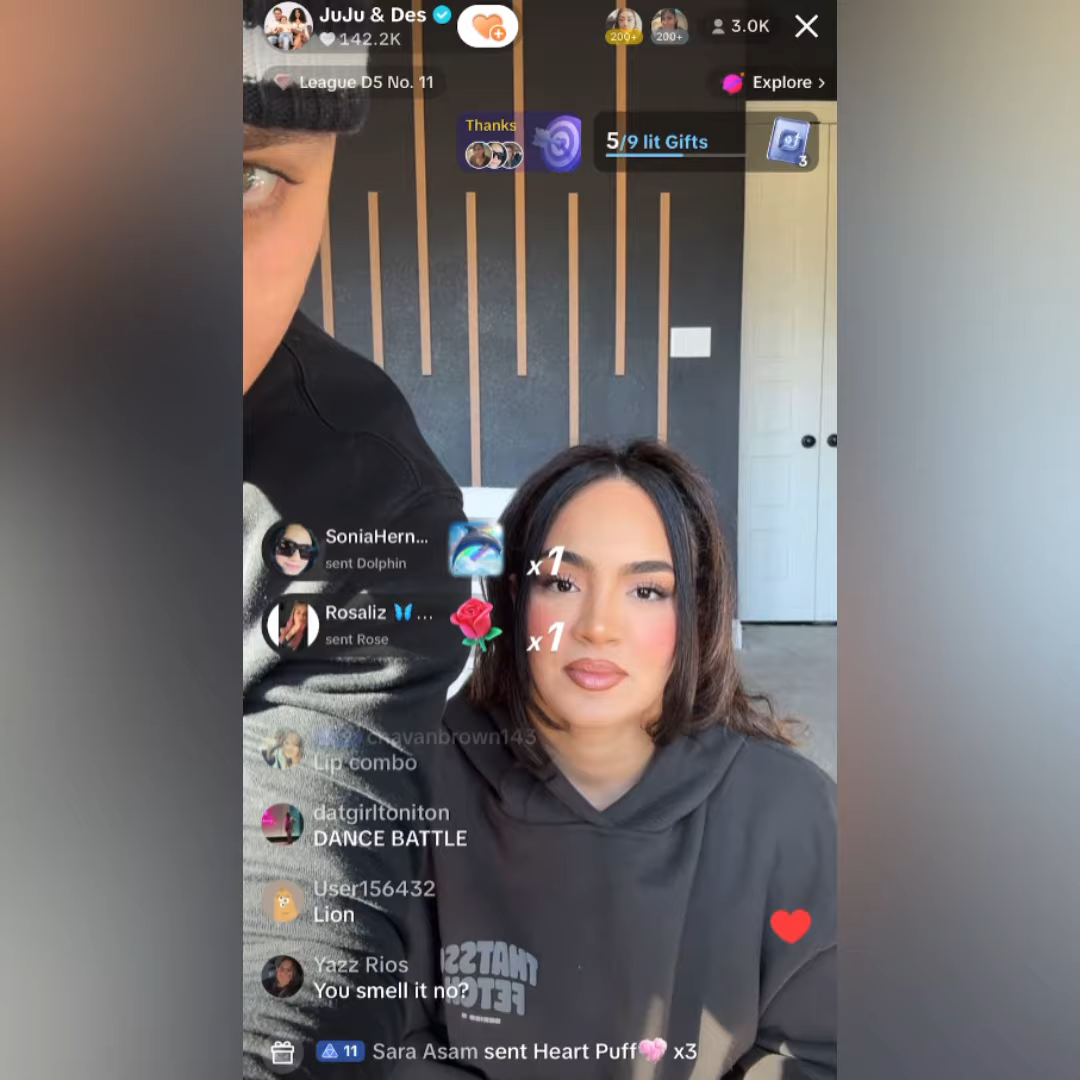 JuJu & Des
142.2K
200+
200+
3.0K
League D5 No. 11
Explore >
Thanks
5/9 lit Gifts
3
SoniaHern...
sent Dolphin
x1
Rosaliz 🦋...
sent Rose
x1
chavanbrown143
Lip combo
datgirltoniton
DANCE BATTLE
User156432
Lion
Yazz Rios
You smell it no?
THATSSO
FETCH
11 Sara Asam sent Heart Puff x3